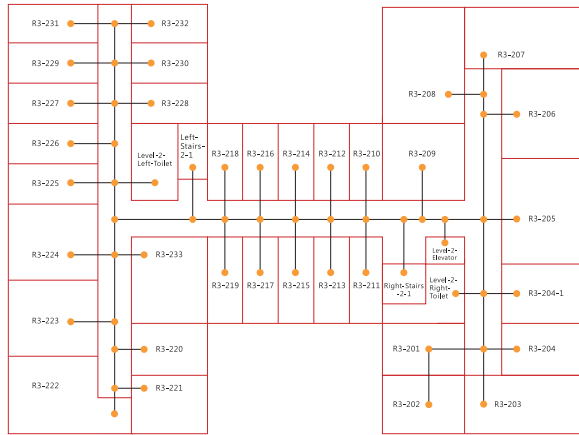 R3-231
R3-232
R3-207
R3-229
R3-230
R3-208
R3-227
R3-228
R3-206
R3-226
Level-2-
Left-Toilet
Left-
Stairs-
2-1
R3-218
R3-216
R3-214
R3-212
R3-210
R3-209
R3-225
R3-205
R3-224
R3-233
Level-2-
Elevator
R3-219
R3-217
R3-215
R3-213
R3-211
Right-Stairs
-2-1
Level-2-
Right-
Toilet
R3-204-1
R3-223
R3-220
R3-201
R3-204
R3-222
R3-221
R3-202
R3-203